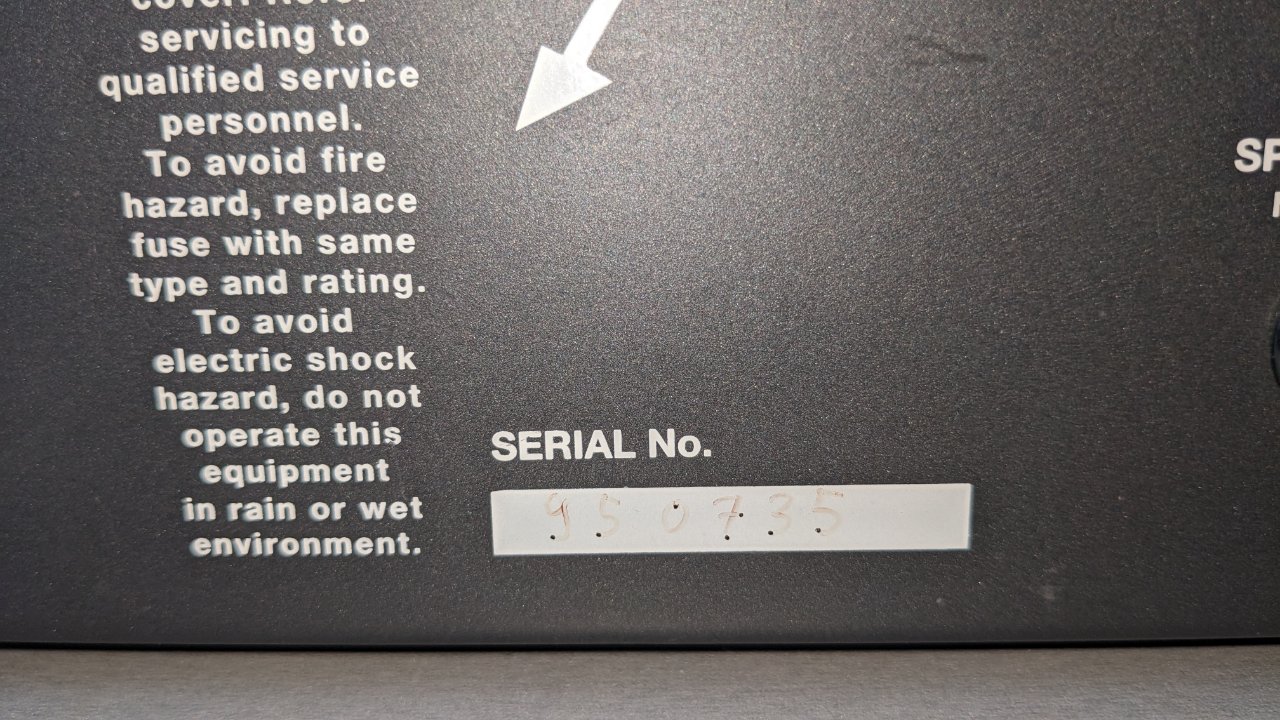 servicing to
qualified service
personnel.
To avoid fire
hazard, replace
fuse with same
type and rating.
To avoid
electric shock
hazard, do not
operate this
equipment
in rain or wet
environment.
SERIAL No.
950735